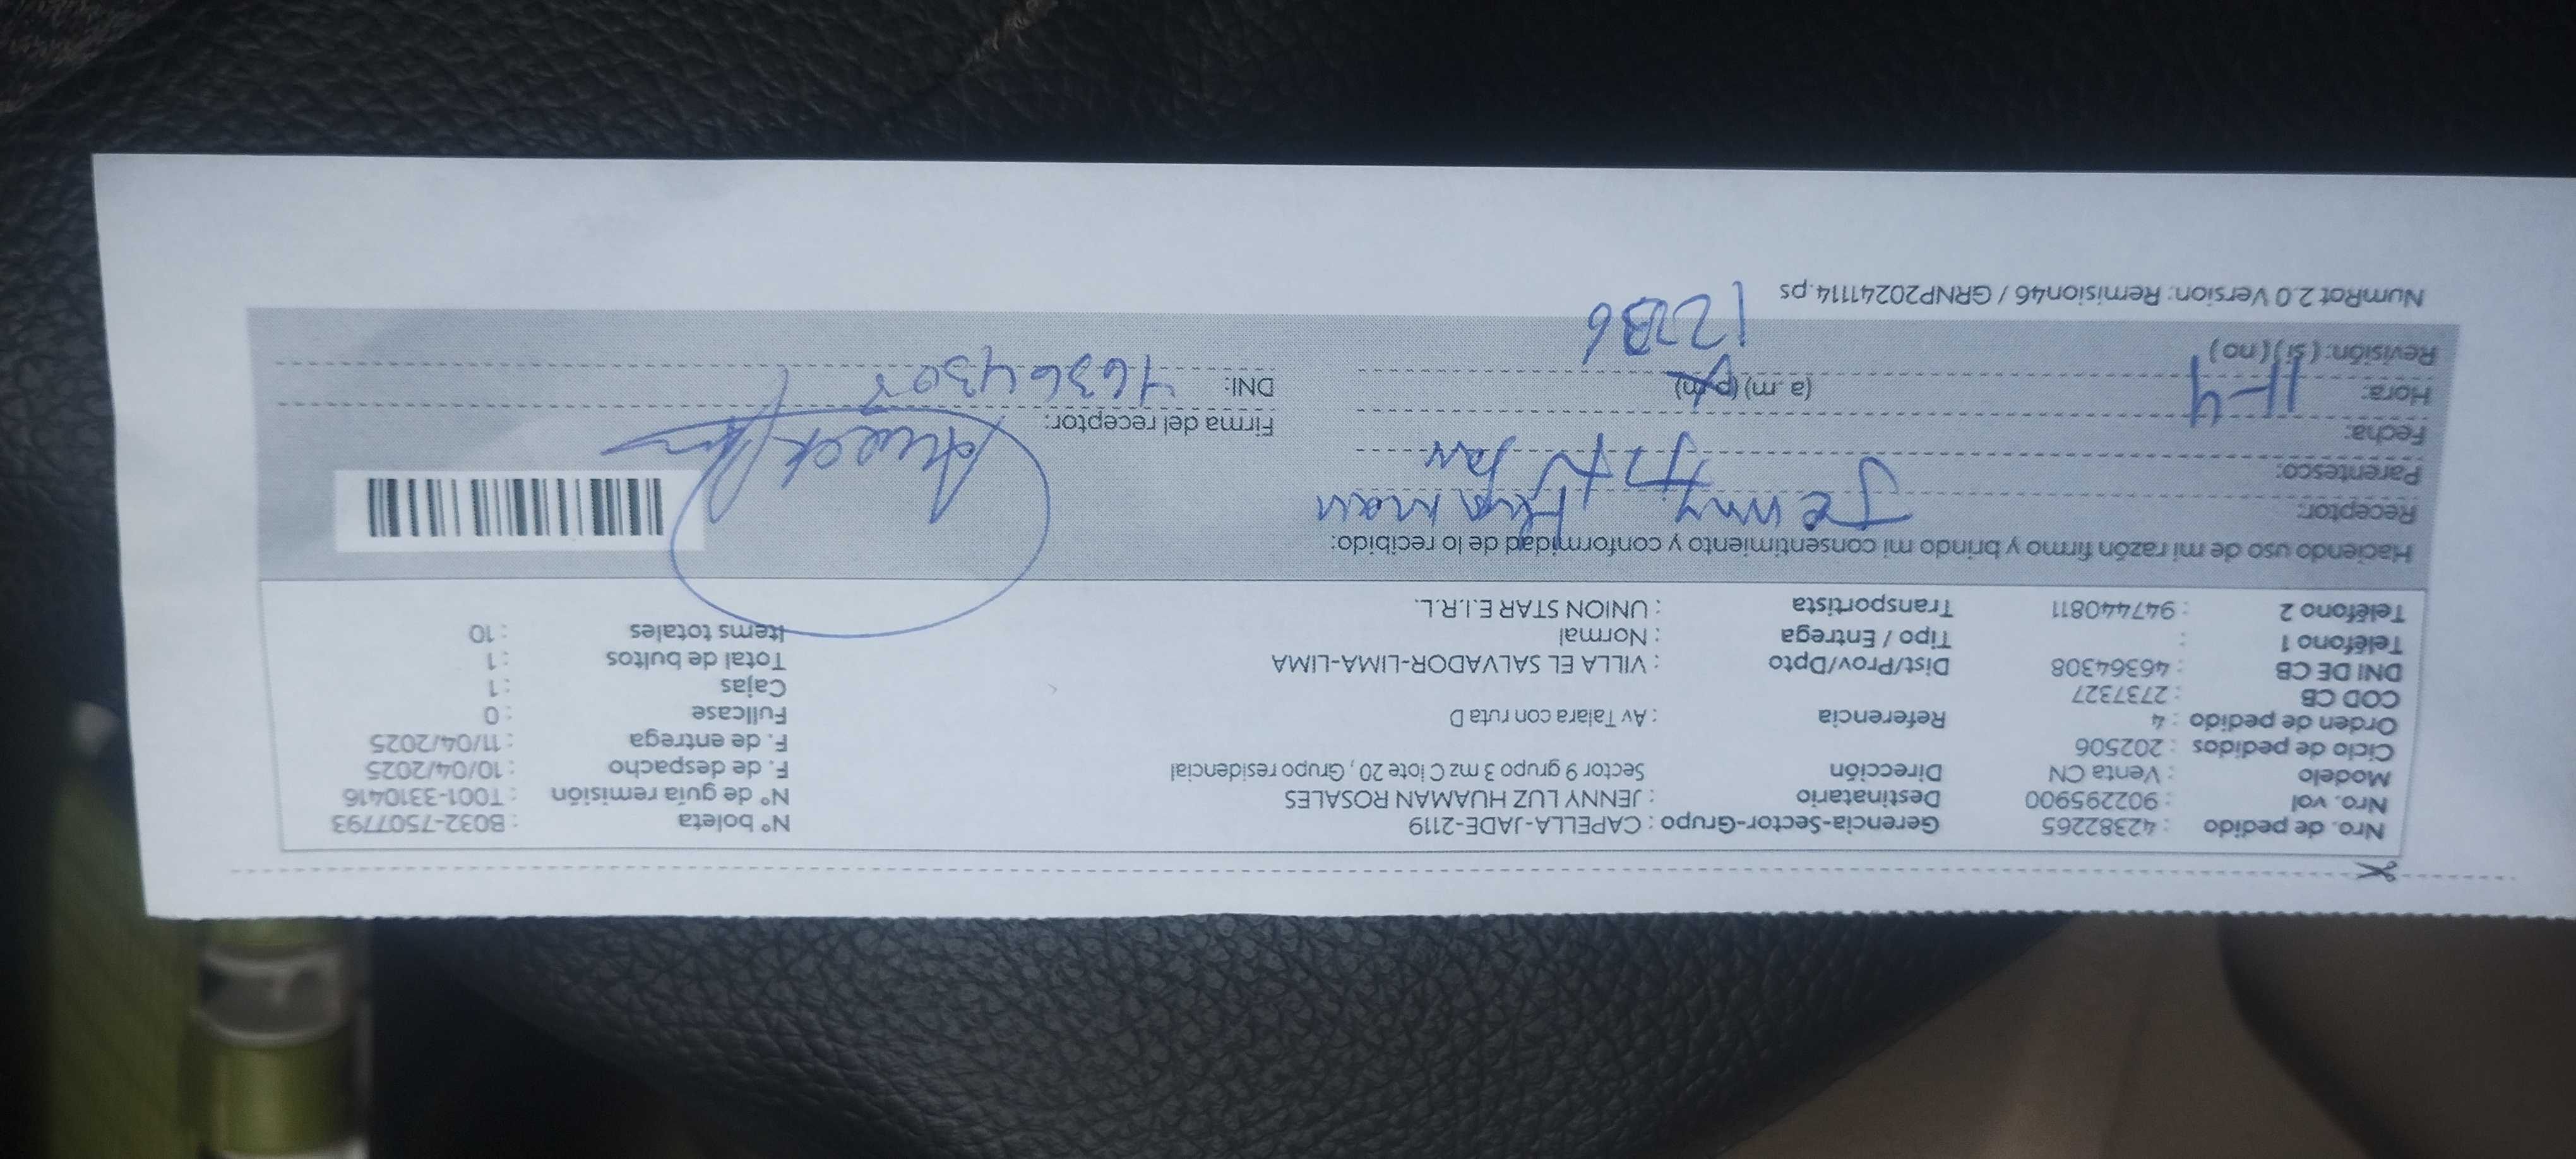 Nro. de pedido : 42382265 Gerencia-Sector-Grupo : CAPELLA-JADE-2119 N° boleta : B032-7507793
Nro. vol : 902295900 Destinatario : JENNY LUZ HUAMAN ROSALES N° de guía remisión : T001-3310416
Modelo : Venta CN Dirección Sector 9 grupo 3 mz C lote 20 , Grupo residencial F. de despacho : 10/04/2025
Ciclo de pedidos : 202506 F. de entrega : 11/04/2025
Orden de pedido : 4 Referencia : Av Talara con ruta D Fullcase : 0
COD CB : 2737327 Cajas : 1
DNI DE CB : 46364308 Dist/Prov/Dpto : VILLA EL SALVADOR-LIMA-LIMA Total de bultos : 1
Teléfono 1 : Tipo / Entrega : Normal Items totales : 10
Teléfono 2 : 947440811 Transportista : UNION STAR E.I.R.L.
Haciendo uso de mi razón firmo y brindo mi consentimiento y conformidad de lo recibido:
Receptor: Jenny Huaman
Parentesco:
Fecha: 11-4 Firma del receptor:
Hora: (a. m) (p. m) DNI: 46364308
Revisión: ( si ) ( no ) 1236
NumRot 2.0 Version: Remision46 / GRNP20241114.ps